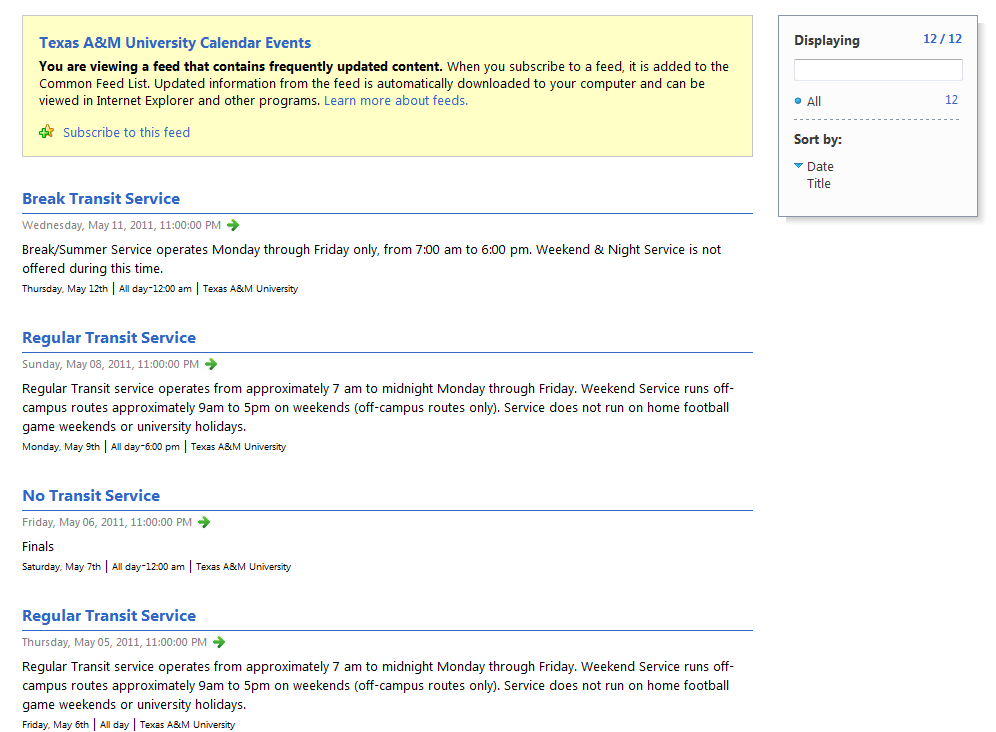 Texas A&M University Calendar Events
You are viewing a feed that contains frequently updated content. When you subscribe to a feed, it is added to the
Common Feed List. Updated information from the feed is automatically downloaded to your computer and can be
viewed in Internet Explorer and other programs. Learn more about feeds.
Subscribe to this feed
Displaying 12 / 12
All 12
Sort by:
Date
Title
Break Transit Service
Wednesday, May 11, 2011, 11:00:00 PM
Break/Summer Service operates Monday through Friday only, from 7:00 am to 6:00 pm. Weekend & Night Service is not
offered during this time.
Thursday, May 12th | All day-12:00 am | Texas A&M University
Regular Transit Service
Sunday, May 08, 2011, 11:00:00 PM
Regular Transit service operates from approximately 7 am to midnight Monday through Friday. Weekend Service runs off-
campus routes approximately 9am to 5pm on weekends (off-campus routes only). Service does not run on home football
game weekends or university holidays.
Monday, May 9th | All day-6:00 pm | Texas A&M University
No Transit Service
Friday, May 06, 2011, 11:00:00 PM
Finals
Saturday, May 7th | All day-12:00 am | Texas A&M University
Regular Transit Service
Thursday, May 05, 2011, 11:00:00 PM
Regular Transit service operates from approximately 7 am to midnight Monday through Friday. Weekend Service runs off-
campus routes approximately 9am to 5pm on weekends (off-campus routes only). Service does not run on home football
game weekends or university holidays.
Friday, May 6th | All day | Texas A&M University